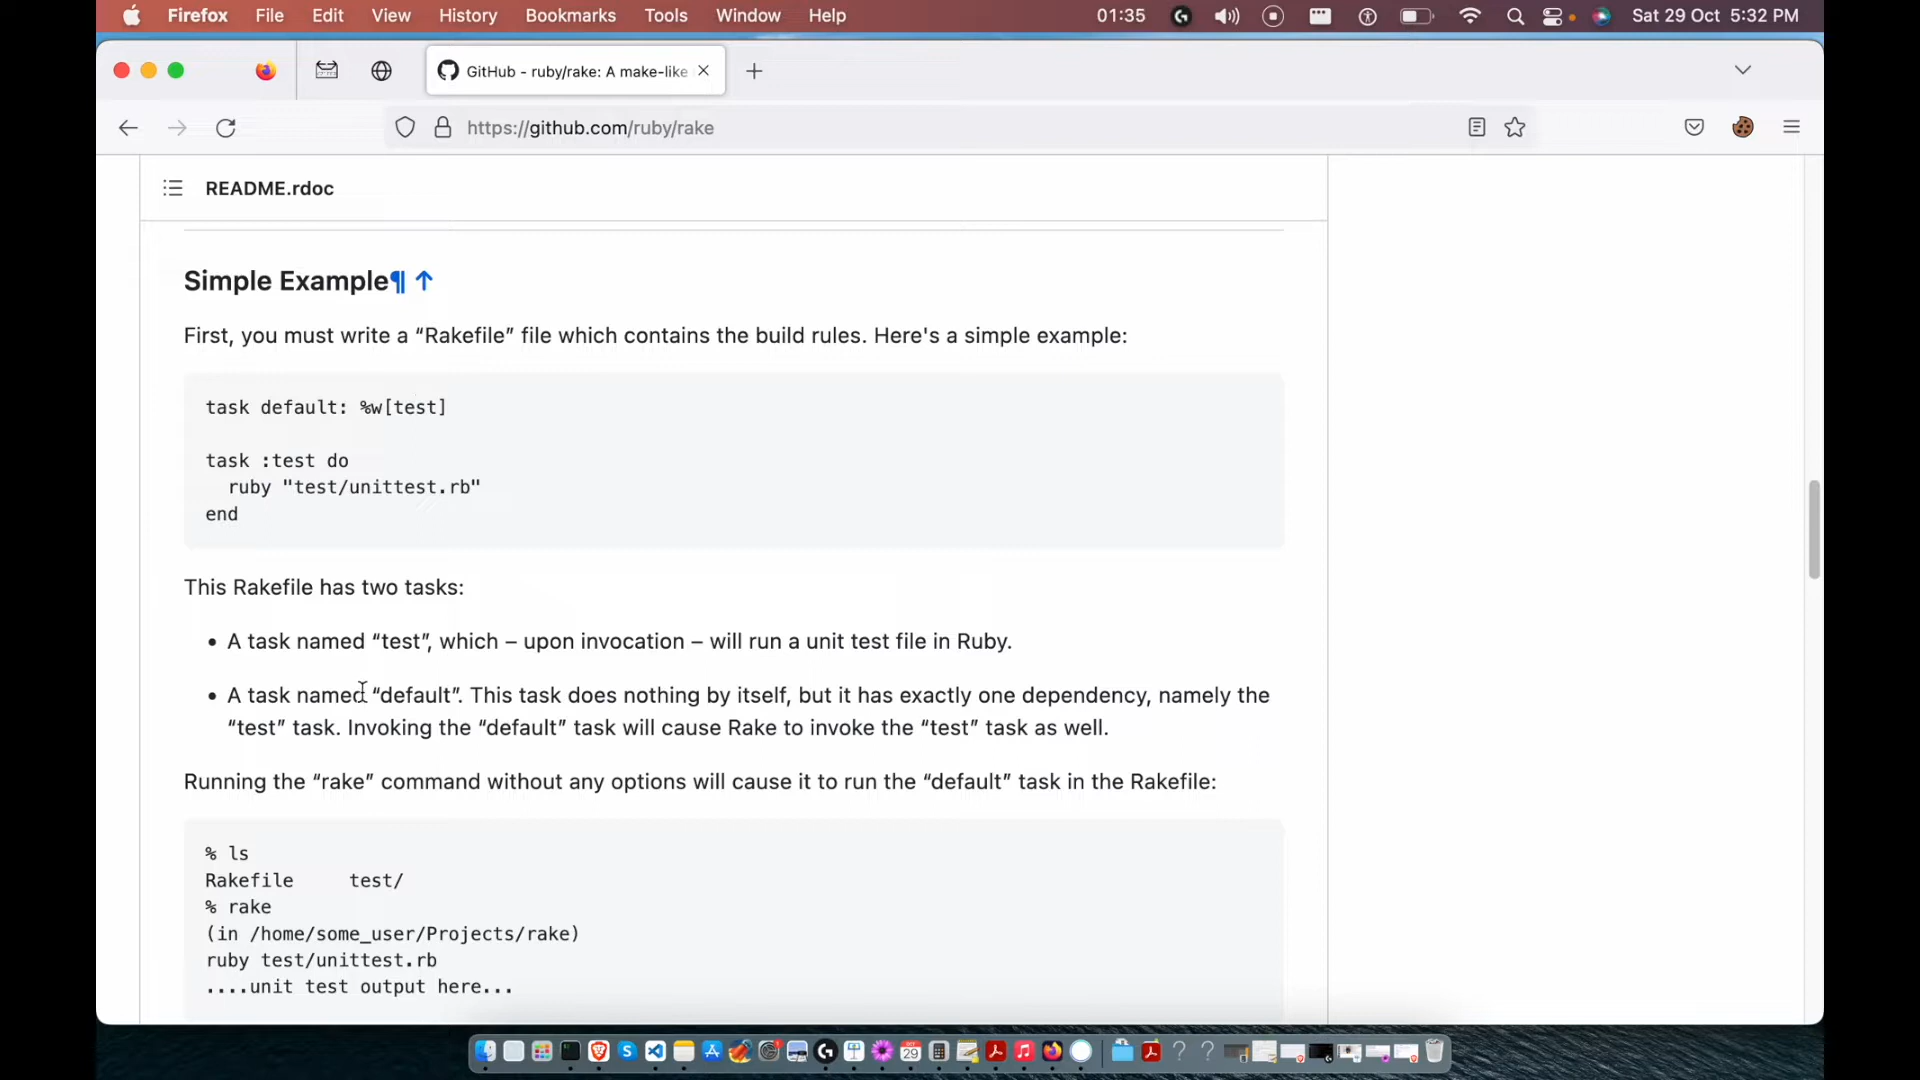 Firefox File Edit View History Bookmarks Tools Window Help 01:35 Sat 29 Oct 5:32 PM
GitHub - ruby/rake: A make-like
https://github.com/ruby/rake
README.rdoc
Simple Example¶ ↑
First, you must write a “Rakefile” file which contains the build rules. Here's a simple example:
task default: %w[test]
task :test do
ruby "test/unittest.rb"
end
This Rakefile has two tasks:
• A task named “test”, which – upon invocation – will run a unit test file in Ruby.
• A task named “default”. This task does nothing by itself, but it has exactly one dependency, namely the
“test” task. Invoking the “default” task will cause Rake to invoke the “test” task as well.
Running the “rake” command without any options will cause it to run the “default” task in the Rakefile:
% ls
Rakefile test/
% rake
(in /home/some_user/Projects/rake)
ruby test/unittest.rb
....unit test output here...
29